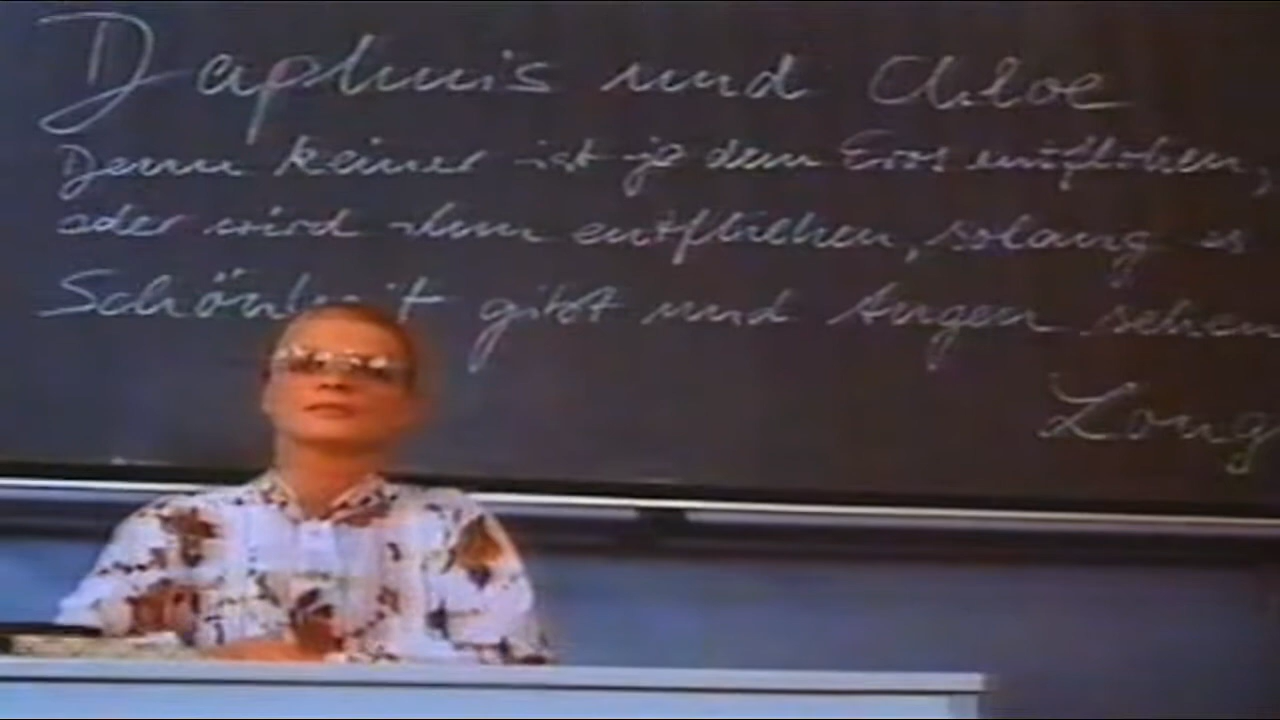 Daphnis und Chloe
Denn keiner ist je dem Eros entflohen,
oder wird ihm entfliehen, solang es
Schönheit gibt und Augen sehen
Long